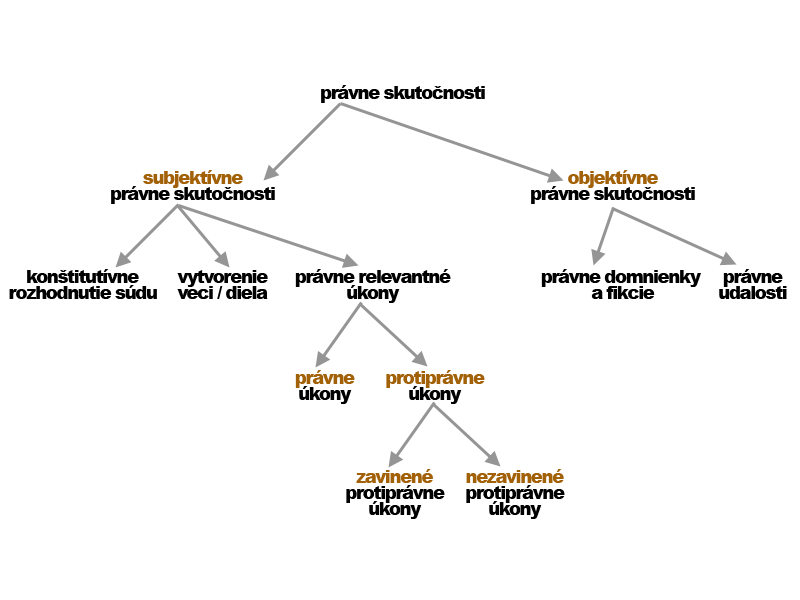 právne skutočnosti
subjektívne
právne skutočnosti
objektívne
právne skutočnosti
konštitutívne
rozhodnutie súdu
vytvorenie
veci / diela
právne relevantné
úkony
právne domnienky
a fikcie
právne
udalosti
právne
úkony
protiprávne
úkony
zavinené
protiprávne
úkony
nezavinené
protiprávne
úkony